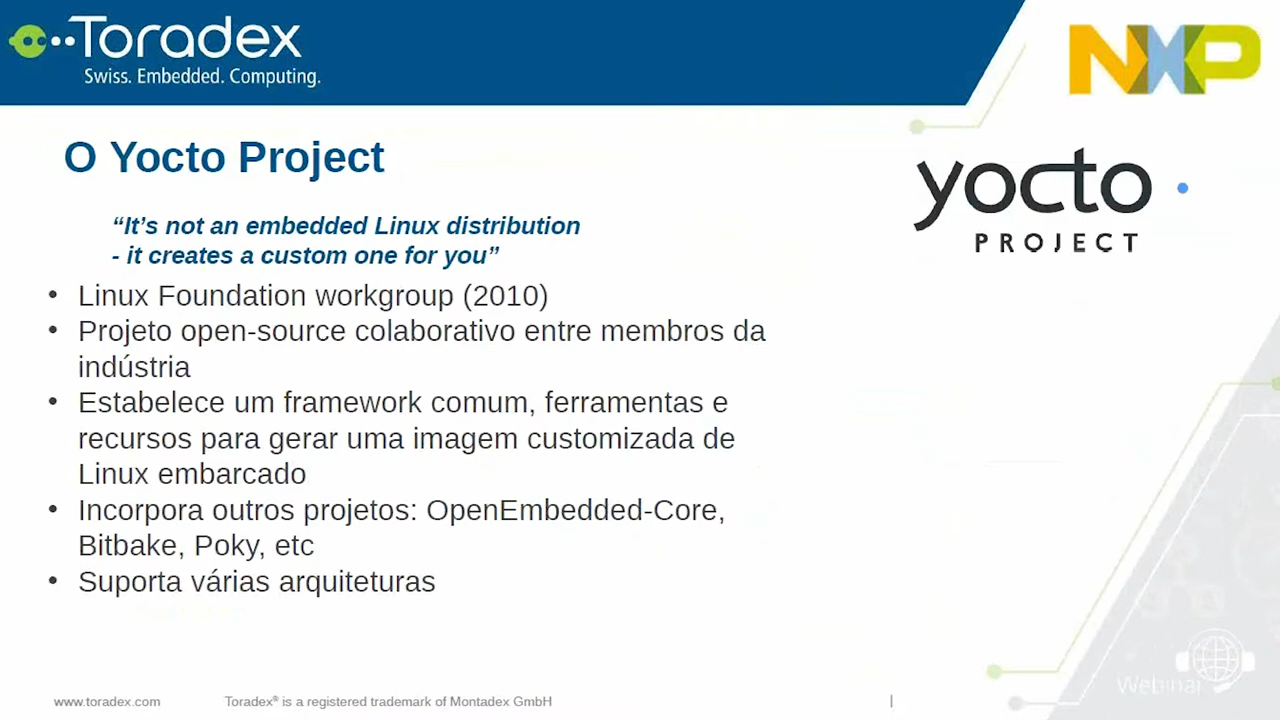 Toradex
Swiss. Embedded. Computing.
NXP
O Yocto Project
yocto
PROJECT
“It’s not an embedded Linux distribution
- it creates a custom one for you”
• Linux Foundation workgroup (2010)
• Projeto open-source colaborativo entre membros da
indústria
• Estabelece um framework comum, ferramentas e
recursos para gerar uma imagem customizada de
Linux embarcado
• Incorpora outros projetos: OpenEmbedded-Core,
Bitbake, Poky, etc
• Suporta várias arquiteturas
Webinar
www.toradex.com Toradex® is a registered trademark of Montadex GmbH |